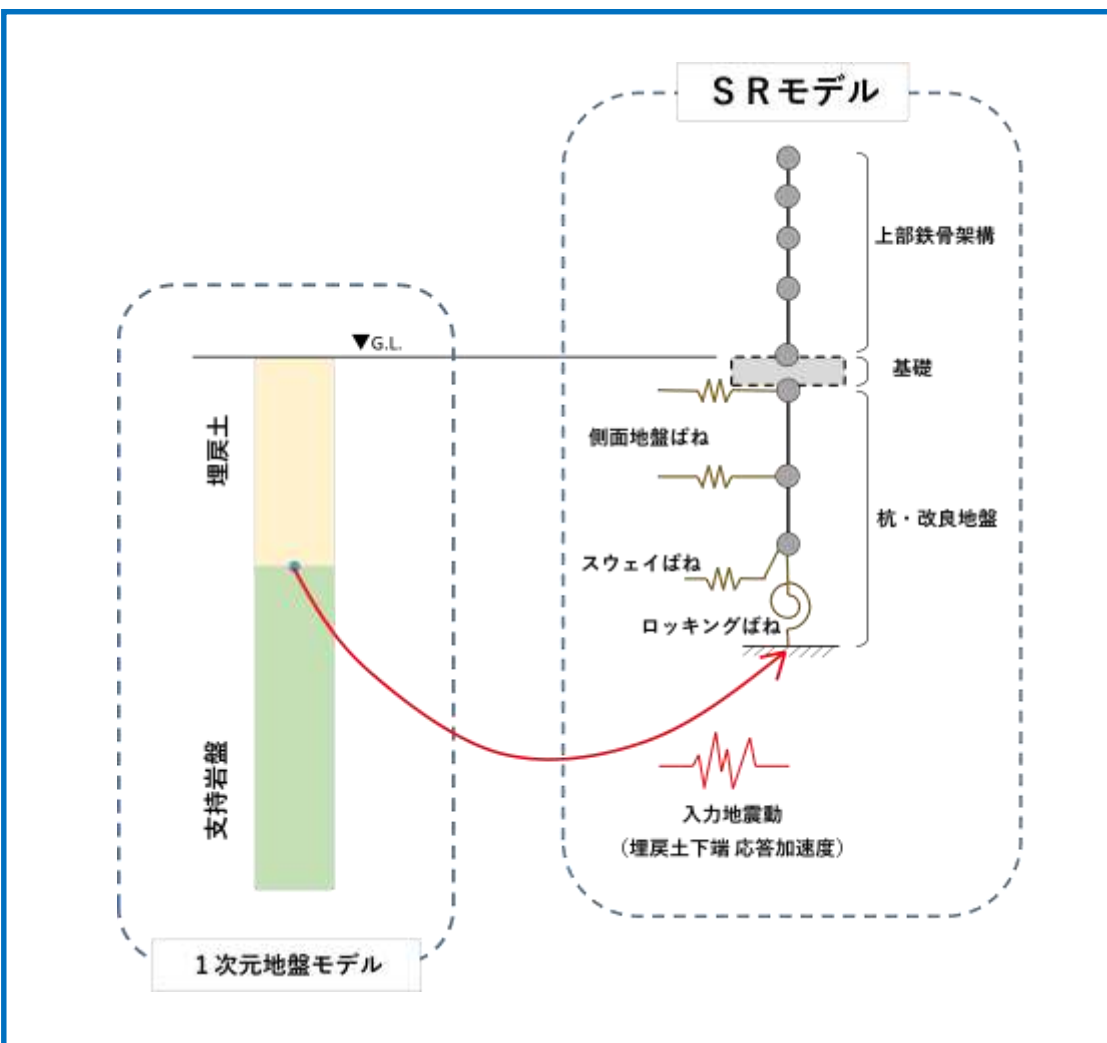 ＳＲモデル
上部鉄骨架構
▼G.L.
基礎
側面地盤ばね
埋戻土
杭・改良地盤
スウェイばね
ロッキングばね
支持岩盤
入力地震動
（埋戻土下端 応答加速度）
１次元地盤モデル